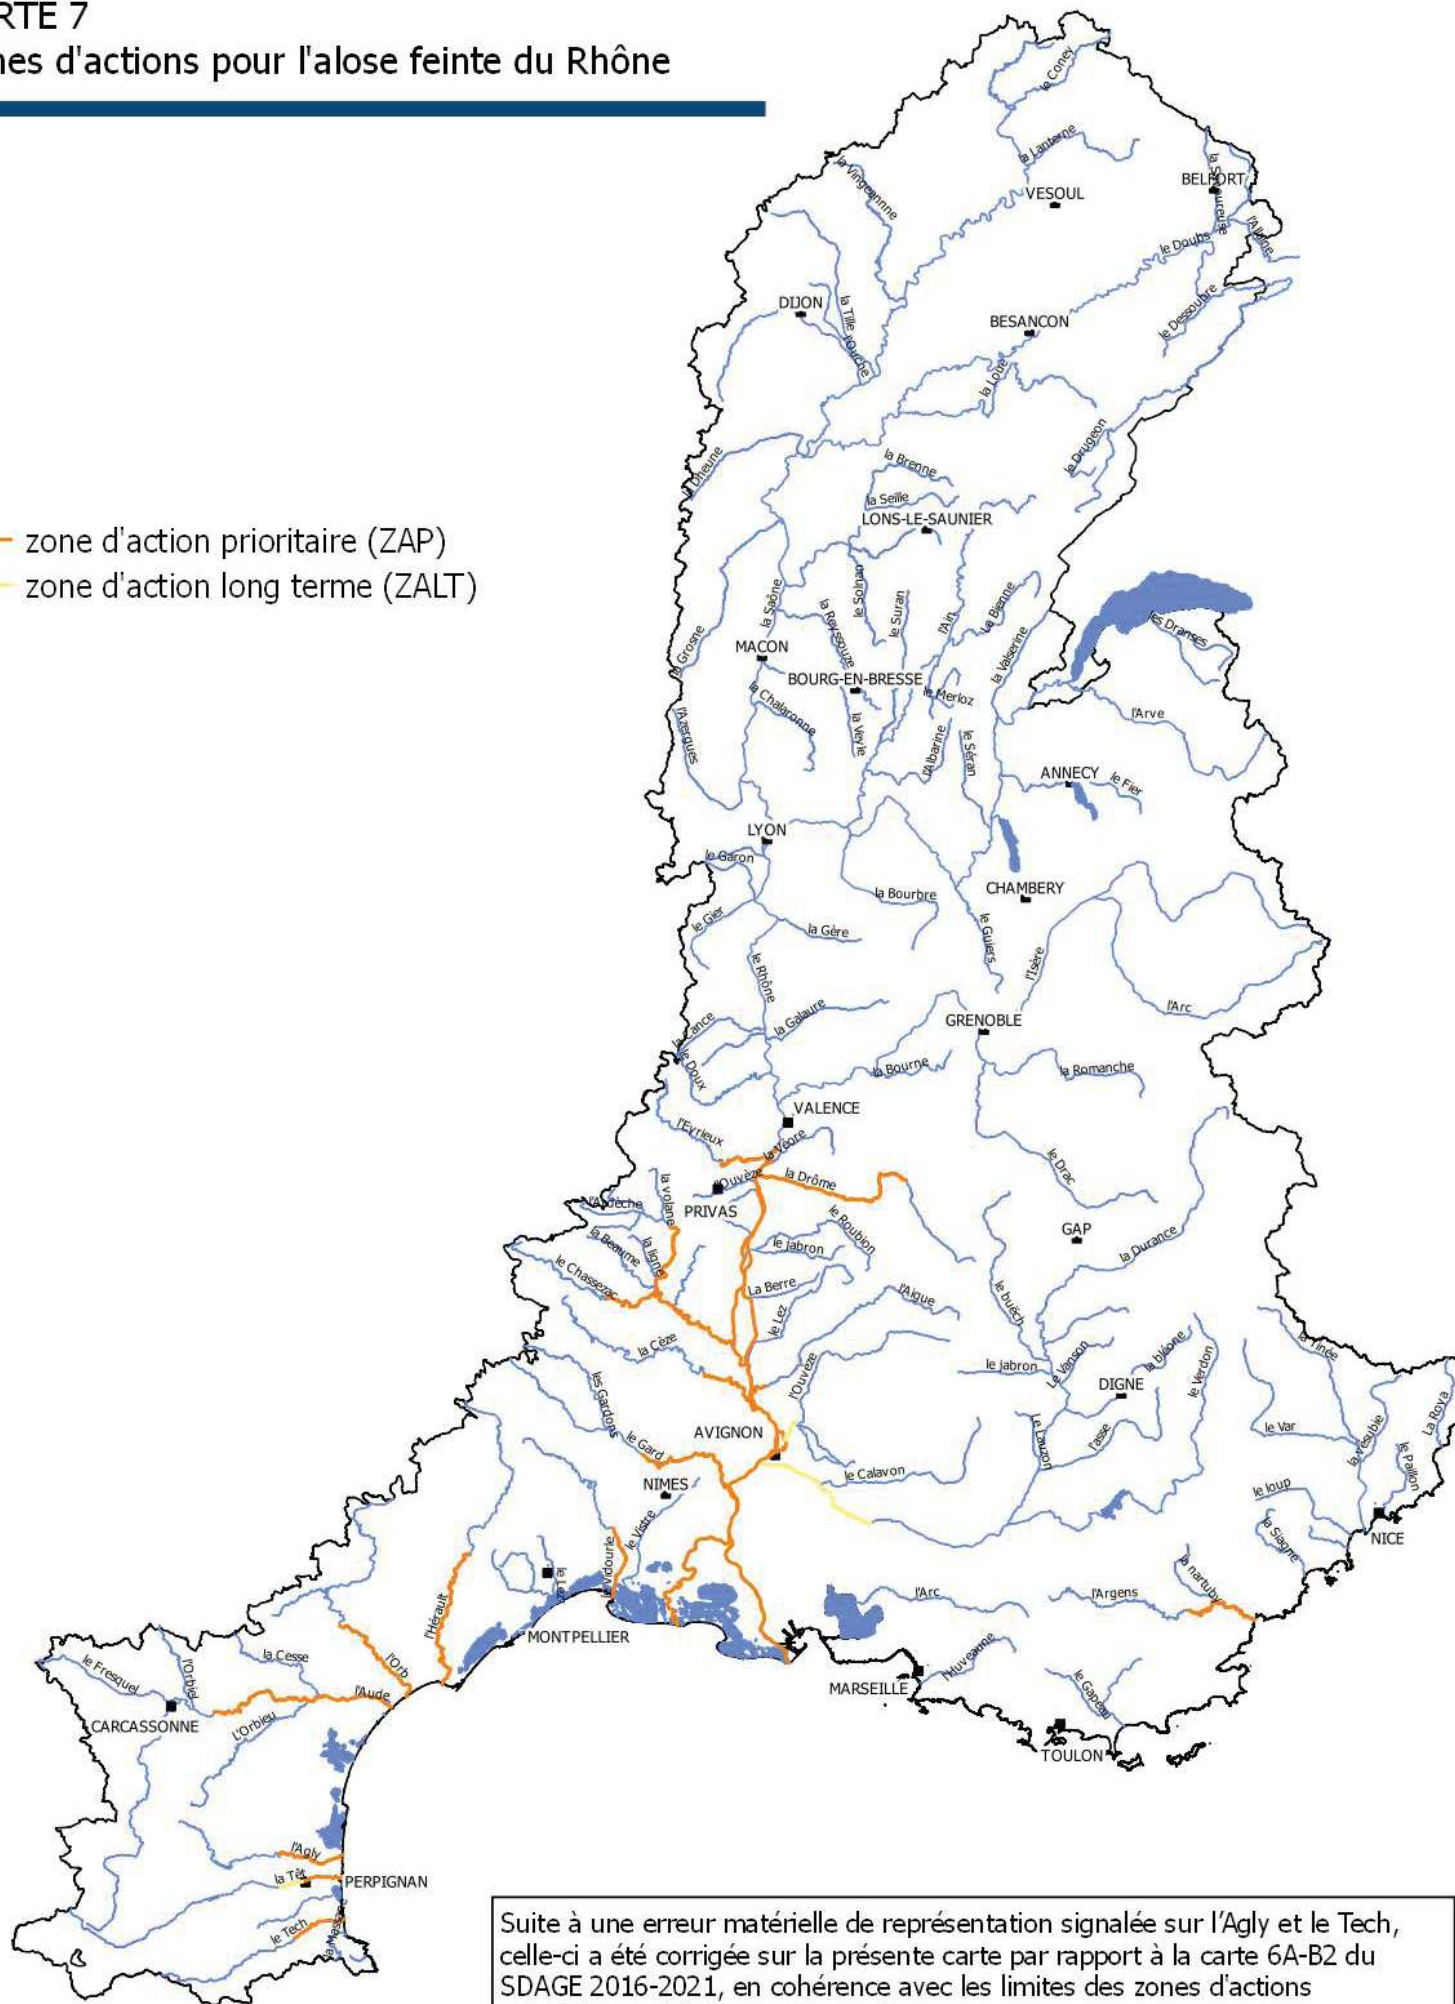 RTE 7
nes d'actions pour l'alose feinte du Rhône
le Coney
la Lanterne
la Vingeannne
VESOUL
BELFORT
l'Allaine
le Doubs
DIJON
la Tille
l'Ouche
BESANCON
le Dessoubre
la Loue
le Drugeon
la Dheune
la Brenne
la Seille
LONS-LE-SAUNIER
zone d'action prioritaire (ZAP)
zone d'action long terme (ZALT)
la Saône
le Solnan
la Reyssouze
le Suran
l'Ain
La Bienne
la Valserine
les Dranses
la Grosne
MACON
BOURG-EN-BRESSE
le Merloz
la Chalaronne
l'Azergues
la Veyle
l'Albarine
le Séran
l'Arve
ANNECY
le Fier
LYON
le Garon
la Bourbre
CHAMBERY
le Gier
la Gère
le Guiers
le Rhône
l'Isère
l'Arc
la Galaure
la Cance
GRENOBLE
le Doux
la Bourne
la Romanche
VALENCE
l'Eyrieux
la Véore
le Drac
l'Ouvèze
la Drôme
la volane
l'Ardèche
PRIVAS
le Roubion
GAP
la Beaume
la ligne
le jabron
la Durance
le Chassezac
La Berre
l'Aigue
le buëch
le Lez
la Cèze
l'Ouveze
le jabron
Le Vanson
la bléone
le Verdon
la Tinée
DIGNE
les Gardons
La Roya
AVIGNON
le Gard
Le Lauzon
l'asse
le Var
la vésubie
le Paillon
le Calavon
NIMES
le loup
le Vistre
la Siagne
NICE
le Vidourle
le Lez
la nartuby
l'Arc
l'Argens
l'Hérault
MONTPELLIER
l'Orb
la Cesse
l'Orbiel
le Fresquel
l'Huveaune
le Gapeau
MARSEILLE
l'Aude
CARCASSONNE
L'Orbieu
TOULON
l'Agly
la Têt
PERPIGNAN
le Tech
Suite à une erreur matérielle de représentation signalée sur l'Agly et le Tech,
celle-ci a été corrigée sur la présente carte par rapport à la carte 6A-B2 du
SDAGE 2016-2021, en cohérence avec les limites des zones d'actions